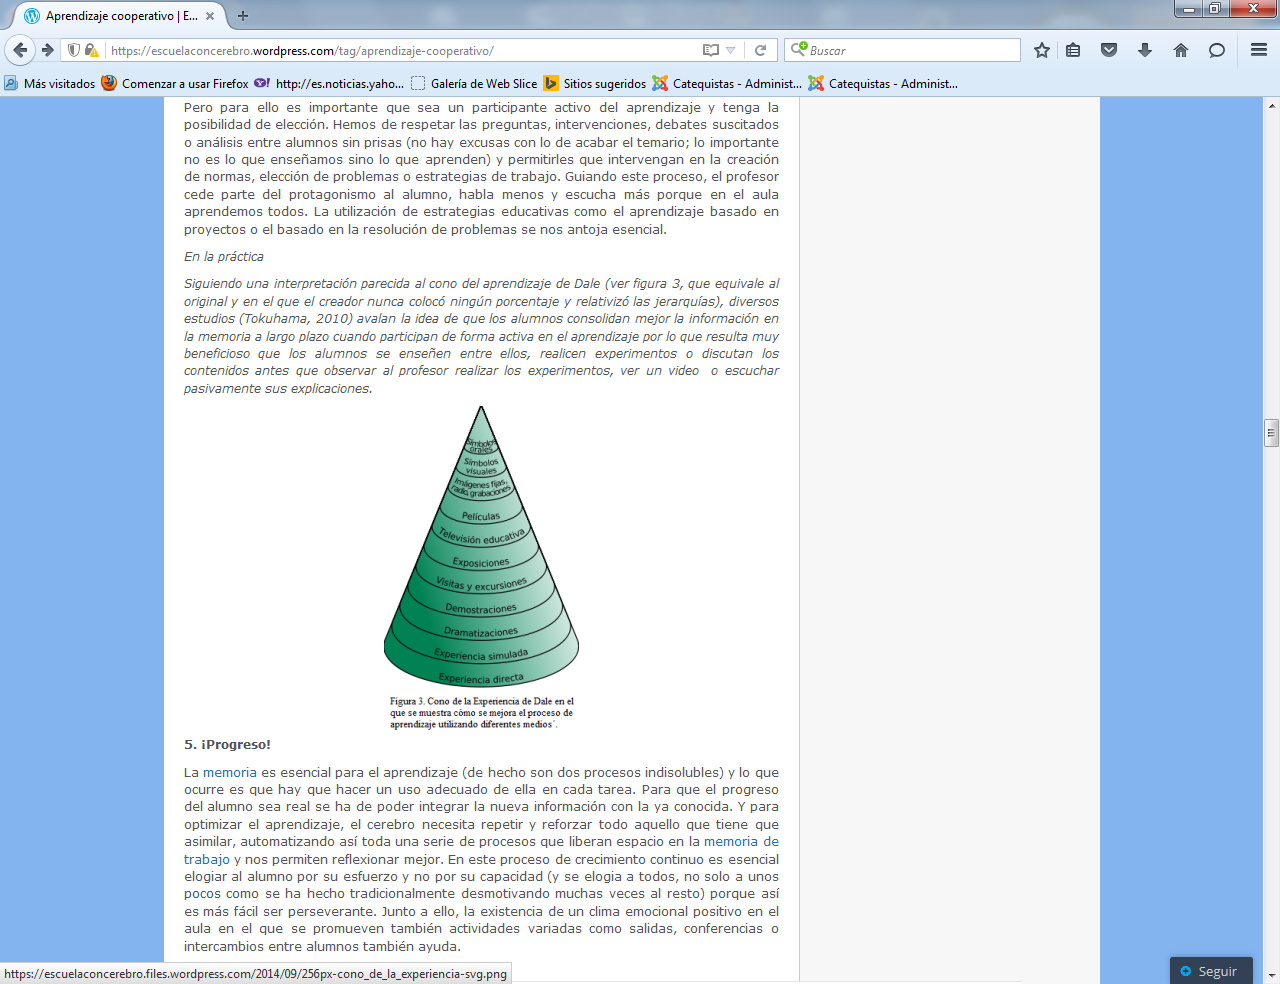 Aprendizaje cooperativo | E...
https://escuelaconcerebro.wordpress.com/tag/aprendizaje-cooperativo/
Buscar
Más visitados
Comenzar a usar Firefox
http://es.noticias.yaho...
Galería de Web Slice
Sitios sugeridos
Catequistas - Administ...
Catequistas - Administ...
Pero para ello es importante que sea un participante activo del aprendizaje y tenga la
posibilidad de elección. Hemos de respetar las preguntas, intervenciones, debates suscitados
o análisis entre alumnos sin prisas (no hay excusas con lo de acabar el temario; lo importante
no es lo que enseñamos sino lo que aprenden) y permitirles que intervengan en la creación
de normas, elección de problemas o estrategias de trabajo. Guiando este proceso, el profesor
cede parte del protagonismo al alumno, habla menos y escucha más porque en el aula
aprendemos todos. La utilización de estrategias educativas como el aprendizaje basado en
proyectos o el basado en la resolución de problemas se nos antoja esencial.
En la práctica
Siguiendo una interpretación parecida al cono del aprendizaje de Dale (ver figura 3, que equivale al
original y en el que el creador nunca colocó ningún porcentaje y relativizó las jerarquías), diversos
estudios (Tokuhama, 2010) avalan la idea de que los alumnos consolidan mejor la información en
la memoria a largo plazo cuando participan de forma activa en el aprendizaje por lo que resulta muy
beneficioso que los alumnos se enseñen entre ellos, realicen experimentos o discutan los
contenidos antes que observar al profesor realizar los experimentos, ver un video o escuchar
pasivamente sus explicaciones.
Símbolos
orales
Símbolos
visuales
Imágenes fijas,
radio, grabaciones
Películas
Televisión educativa
Exposiciones
Visitas y excursiones
Demostraciones
Dramatizaciones
Experiencia simulada
Experiencia directa
Figura 3. Cono de la Experiencia de Dale en el
que se muestra cómo se mejora el proceso de
aprendizaje utilizando diferentes medios´.
5. ¡Progreso!
La memoria es esencial para el aprendizaje (de hecho son dos procesos indisolubles) y lo que
ocurre es que hay que hacer un uso adecuado de ella en cada tarea. Para que el progreso
del alumno sea real se ha de poder integrar la nueva información con la ya conocida. Y para
optimizar el aprendizaje, el cerebro necesita repetir y reforzar todo aquello que tiene que
asimilar, automatizando así toda una serie de procesos que liberan espacio en la memoria de
trabajo y nos permiten reflexionar mejor. En este proceso de crecimiento continuo es esencial
elogiar al alumno por su esfuerzo y no por su capacidad (y se elogia a todos, no solo a unos
pocos como se ha hecho tradicionalmente desmotivando muchas veces al resto) porque así
es más fácil ser perseverante. Junto a ello, la existencia de un clima emocional positivo en el
aula en el que se promueven también actividades variadas como salidas, conferencias o
intercambios entre alumnos también ayuda.
https://escuelaconcerebro.files.wordpress.com/2014/09/256px-cono_de_la_experiencia-svg.png
Seguir